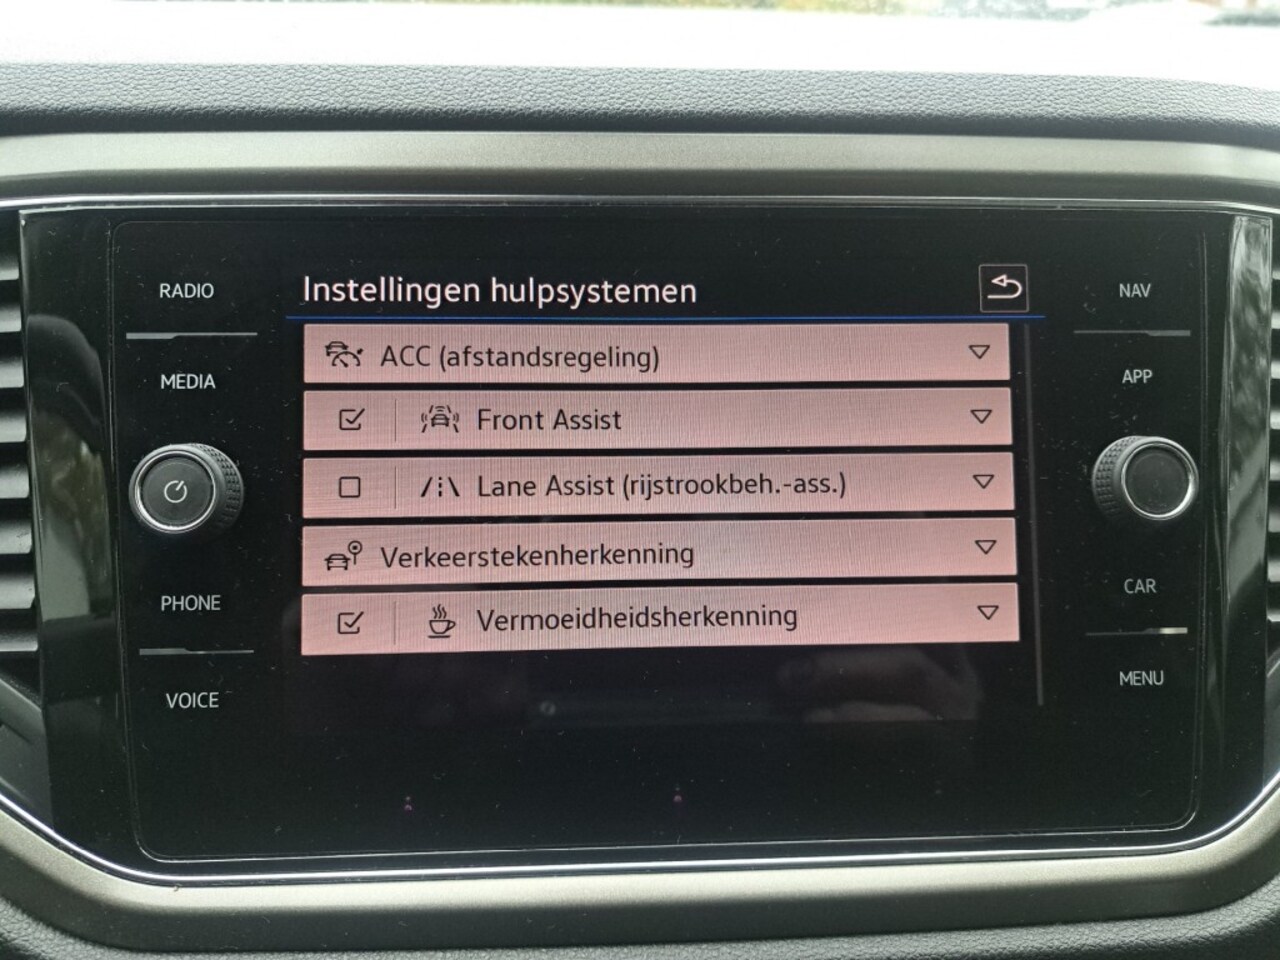 Instellingen hulpsystemen
RADIO
MEDIA
PHONE
VOICE
ACC (afstandsregeling)
Front Assist
Lane Assist (rijstrookbeh.-ass.)
Verkeerstekenherkenning
Vermoeidheidsherkenning
NAV
APP
CAR
MENU